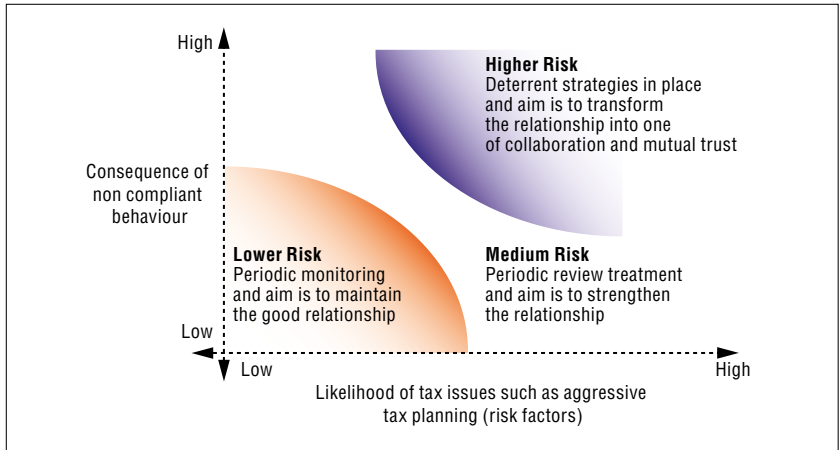 High
Higher Risk
Deterrent strategies in place
and aim is to transform
the relationship into one
of collaboration and mutual trust
Consequence of
non compliant
behaviour
Lower Risk
Periodic monitoring
and aim is to maintain
the good relationship
Medium Risk
Periodic review treatment
and aim is to strengthen
the relationship
Low
Low
High
Likelihood of tax issues such as aggressive
tax planning (risk factors)